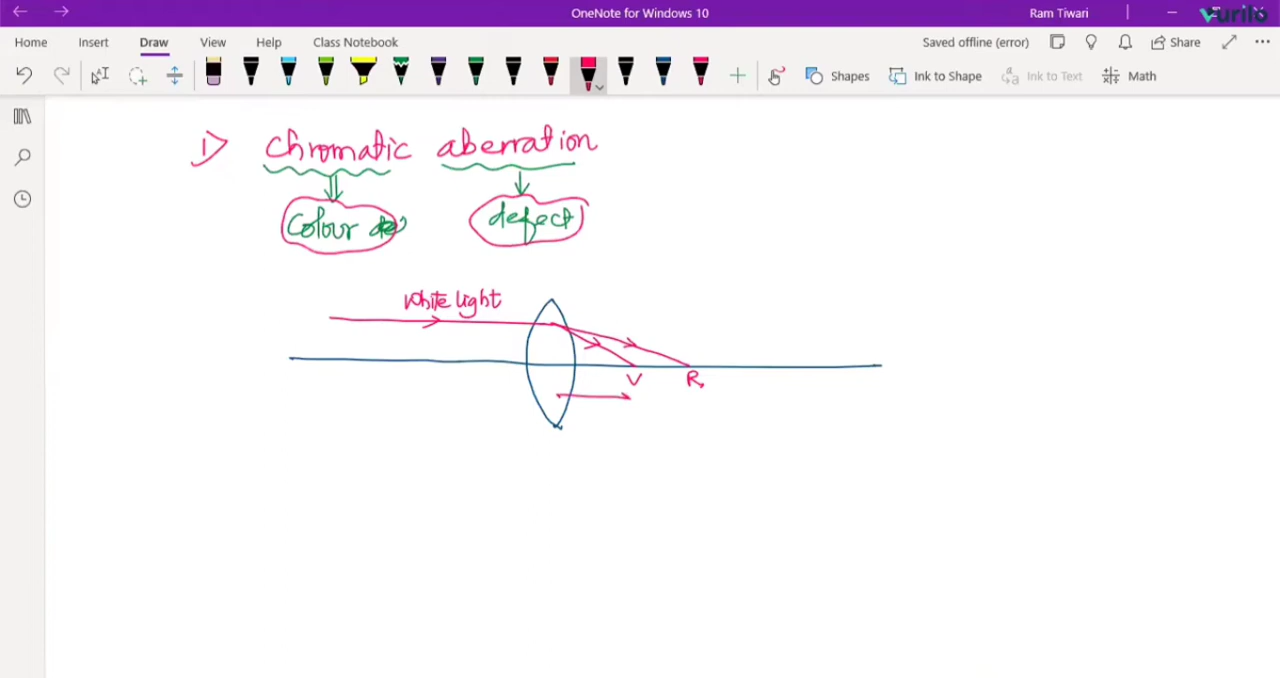 OneNote for Windows 10
Ram Tiwari
Vurilo
Home Insert Draw View Help Class Notebook
Saved offline (error)
Share
Shapes
Ink to Shape
Ink to Text
Math
1) Chromatic aberration
Colour
defect
White light
V R